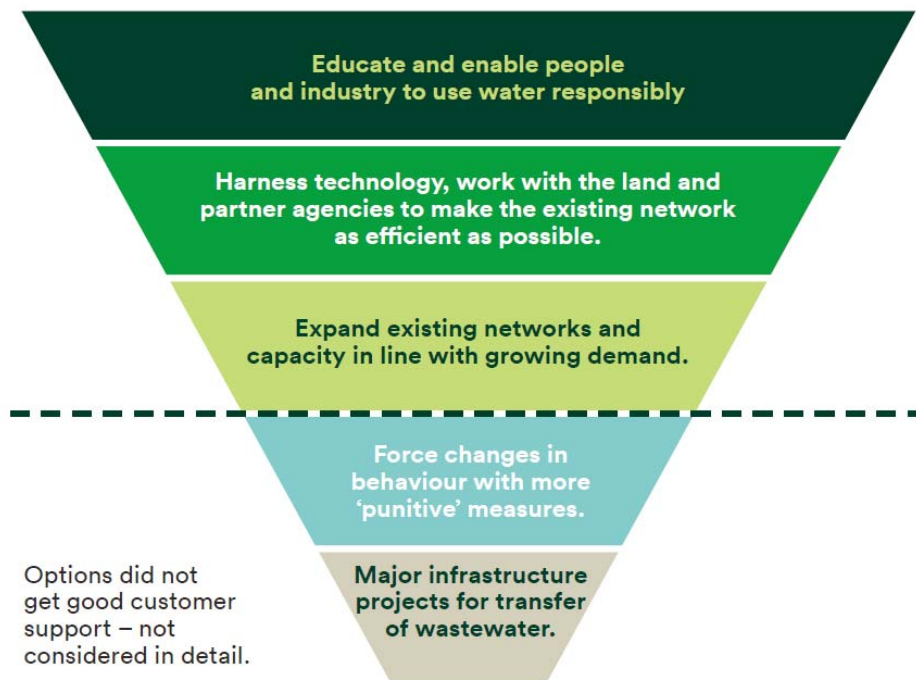 Educate and enable people
and industry to use water responsibly
Harness technology, work with the land and
partner agencies to make the existing network
as efficient as possible.
Expand existing networks and
capacity in line with growing demand.
Force changes in
behaviour with more
‘punitive’ measures.
Options did not
get good customer
support – not
considered in detail.
Major infrastructure
projects for transfer
of wastewater.